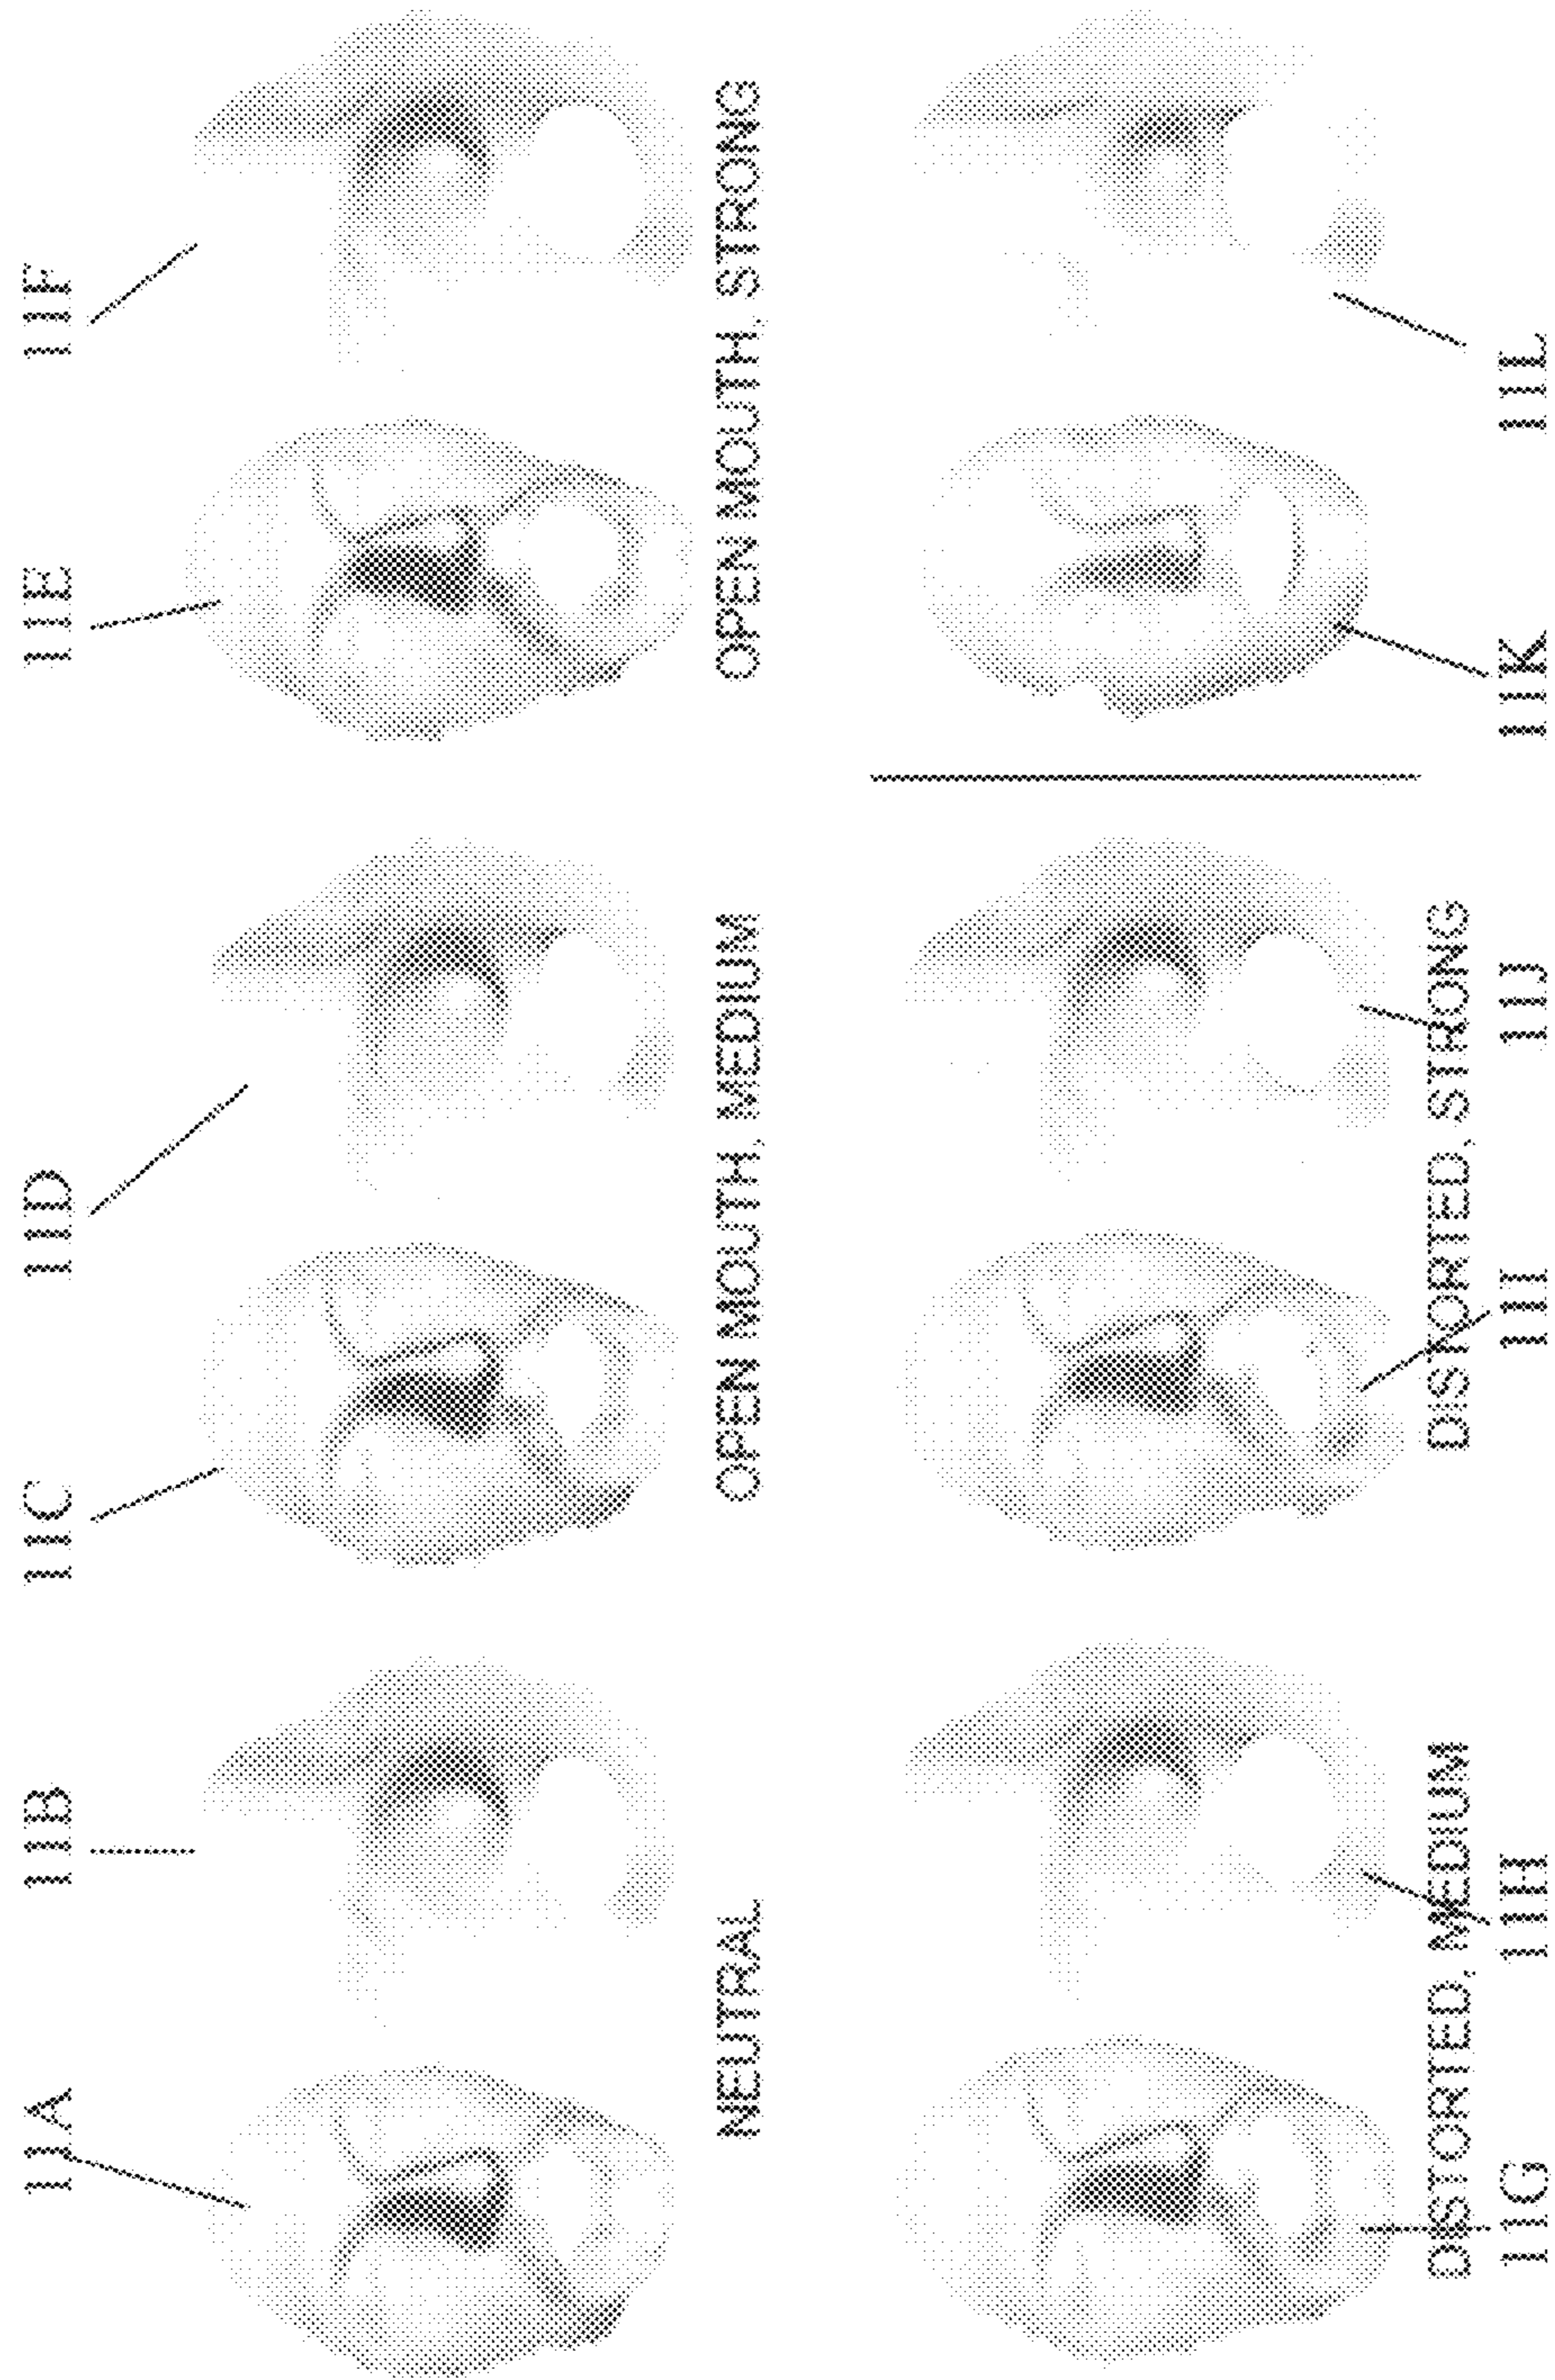 11A 11B 11C 11D 11E 11F
NEUTRAL OPEN MOUTH, MEDIUM OPEN MOUTH, STRONG
DISTORTED, MEDIUM DISTORTED, STRONG
11G 11H 11I 11J 11K 11L